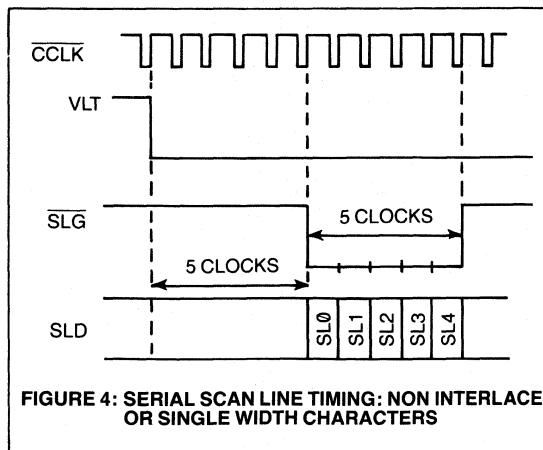 CCLK
VLT
SLG
5 CLOCKS
5 CLOCKS
SLD
SL0
SL1
SL2
SL3
SL4
FIGURE 4: SERIAL SCAN LINE TIMING: NON INTERLACE
OR SINGLE WIDTH CHARACTERS